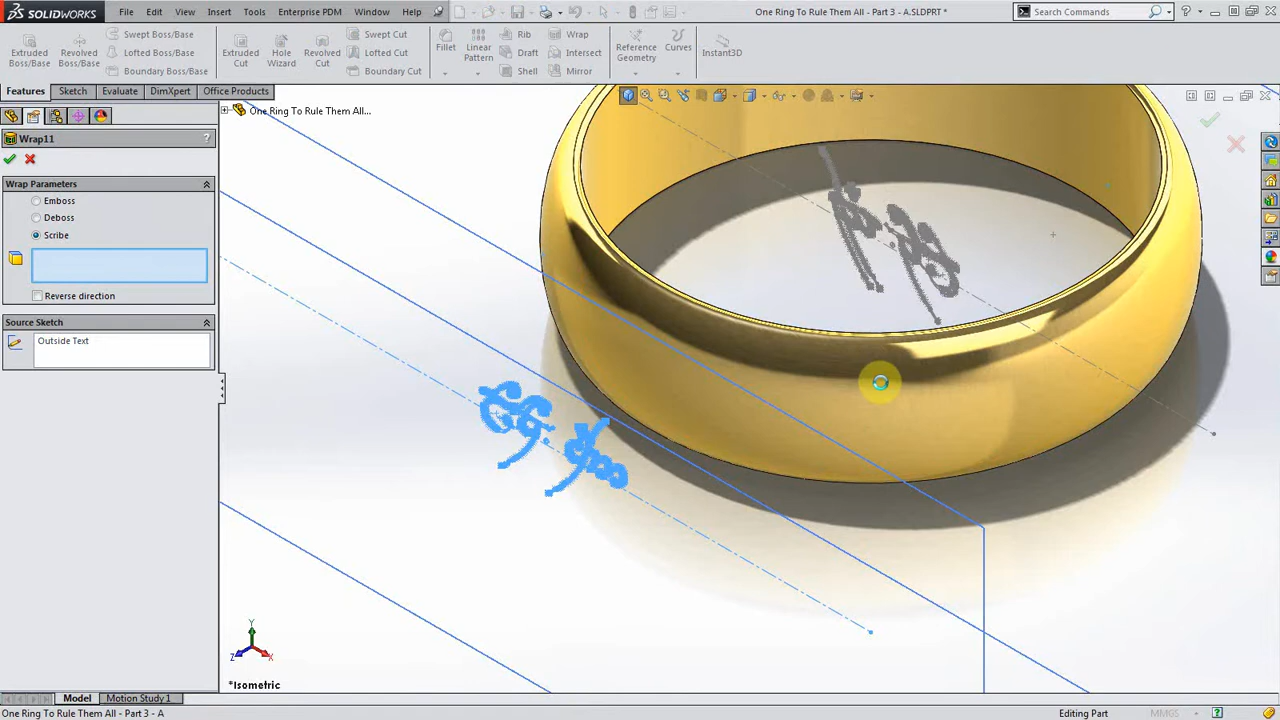 SOLIDWORKS File Edit View Insert Tools Enterprise PDM Window Help One Ring To Rule Them All - Part 3 - A.SLDPRT * Search Commands
Extruded Boss/Base Revolved Boss/Base Swept Boss/Base Lofted Boss/Base Boundary Boss/Base Extruded Cut Hole Wizard Revolved Cut Swept Cut Lofted Cut Boundary Cut Fillet Linear Pattern Rib Draft Shell Wrap Intersect Mirror Reference Geometry Curves Instant3D
Features Sketch Evaluate DimXpert Office Products
One Ring To Rule Them All...
Wrap11 ?
Wrap Parameters
Emboss
Deboss
Scribe
Reverse direction
Source Sketch
Outside Text
Y
Z X
*Isometric
Model Motion Study 1
One Ring To Rule Them All - Part 3 - A Editing Part MMGS